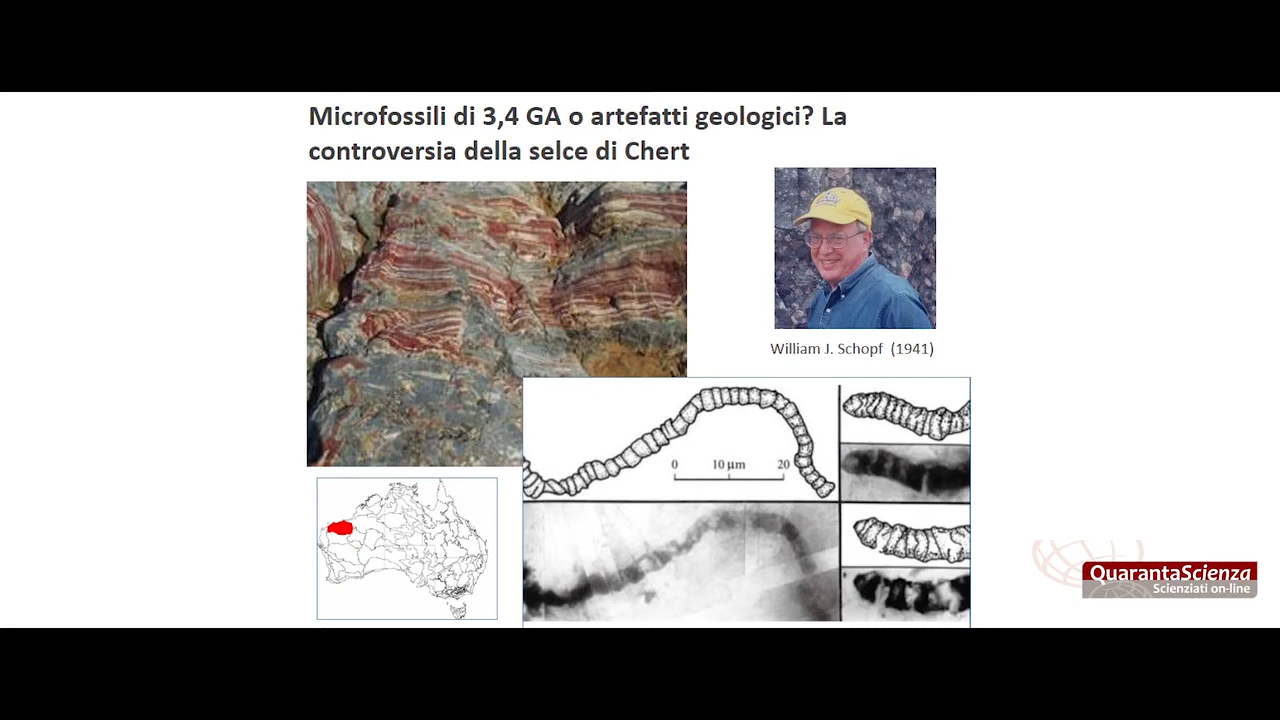 Microfossili di 3,4 GA o artefatti geologici? La
controversia della selce di Chert
William J. Schopf (1941)
0 10 μm 20
QuarantaScienza
Scienziati on-line